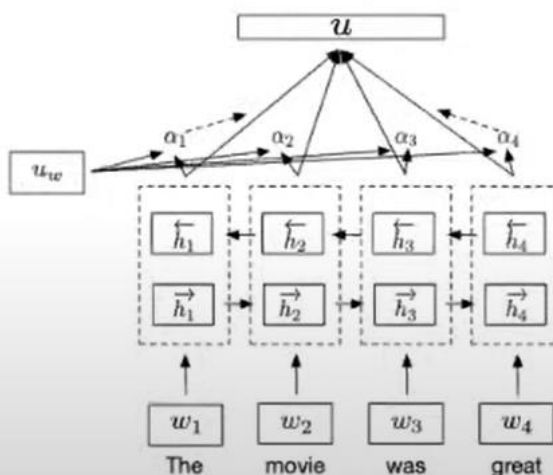 u
α₁ α₂ α₃ α₄
u_w
←h₁ ←h₂ ←h₃ ←h₄
→h₁ →h₂ →h₃ →h₄
w₁ w₂ w₃ w₄
The movie was great